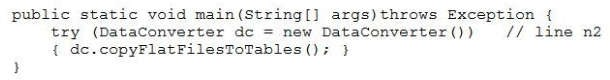 public static void main(String[] args)throws Exception {
    try (DataConverter dc = new DataConverter())   // line n2
    { dc.copyFlatFilesToTables(); }
}